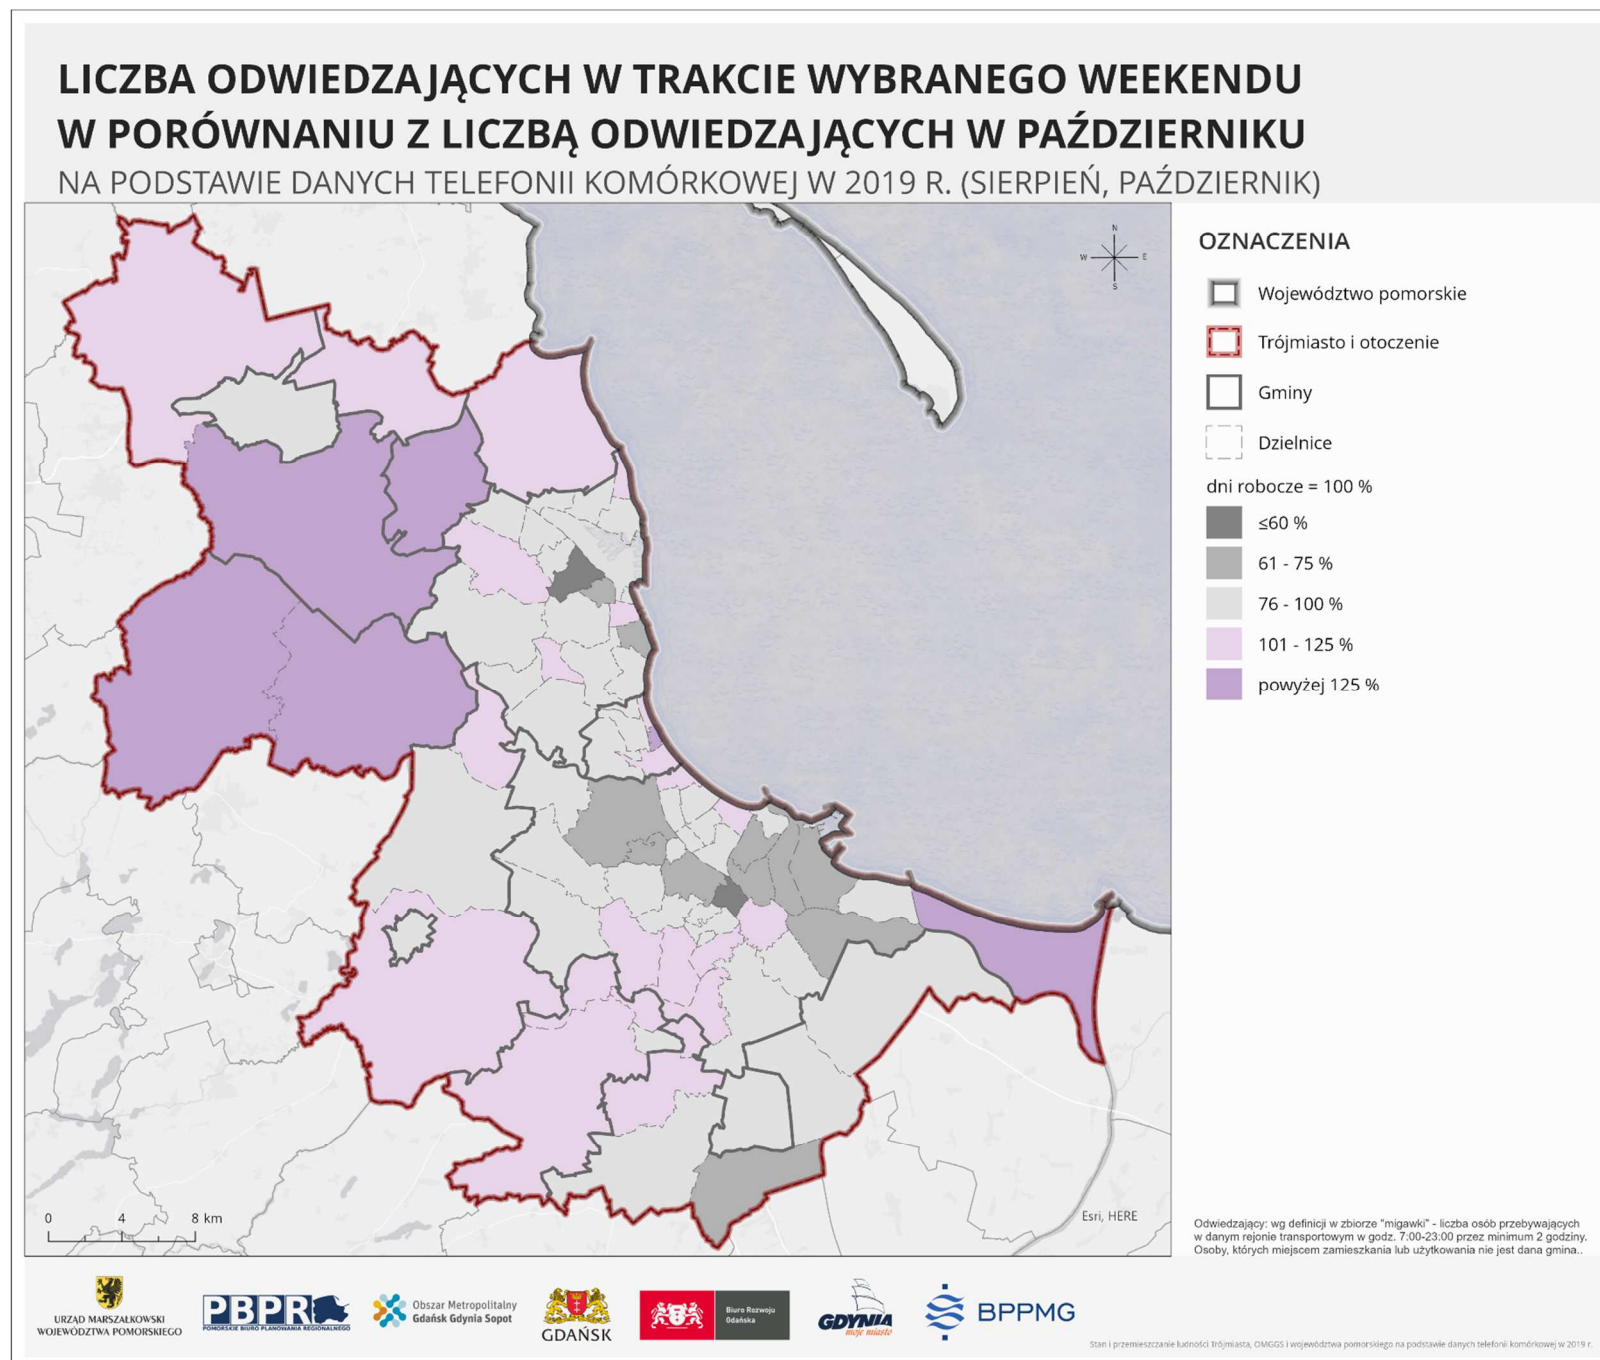 LICZBA ODWIEDZAJĄCYCH W TRAKCIE WYBRANEGO WEEKENDU
W PORÓWNANIU Z LICZBĄ ODWIEDZAJĄCYCH W PAŹDZIERNIKU
NA PODSTAWIE DANYCH TELEFONII KOMÓRKOWEJ W 2019 R. (SIERPIEŃ, PAŹDZIERNIK)
N
W E
S
OZNACZENIA
Województwo pomorskie
Trójmiasto i otoczenie
Gminy
Dzielnice
dni robocze = 100 %
≤60 %
61 - 75 %
76 - 100 %
101 - 125 %
powyżej 125 %
0 4 8 km
Esri, HERE
Odwiedzający: wg definicji w zbiorze "migawki" - liczba osób przebywających
w danym rejonie transportowym w godz. 7:00-23:00 przez minimum 2 godziny.
Osoby, których miejscem zamieszkania lub użytkowania nie jest dana gmina..
URZĄD MARSZAŁKOWSKI
WOJEWÓDZTWA POMORSKIEGO
PBPR
POMORSKIE BIURO PLANOWANIA REGIONALNEGO
Obszar Metropolitalny
Gdańsk Gdynia Sopot
GDAŃSK
Biuro Rozwoju
Gdańska
GDYNIA
moje miasto
BPPMG
Stan i przemieszczanie ludności Trójmiasta, OMGGS i województwa pomorskiego na podstawie danych telefonii komórkowej w 2019 r.